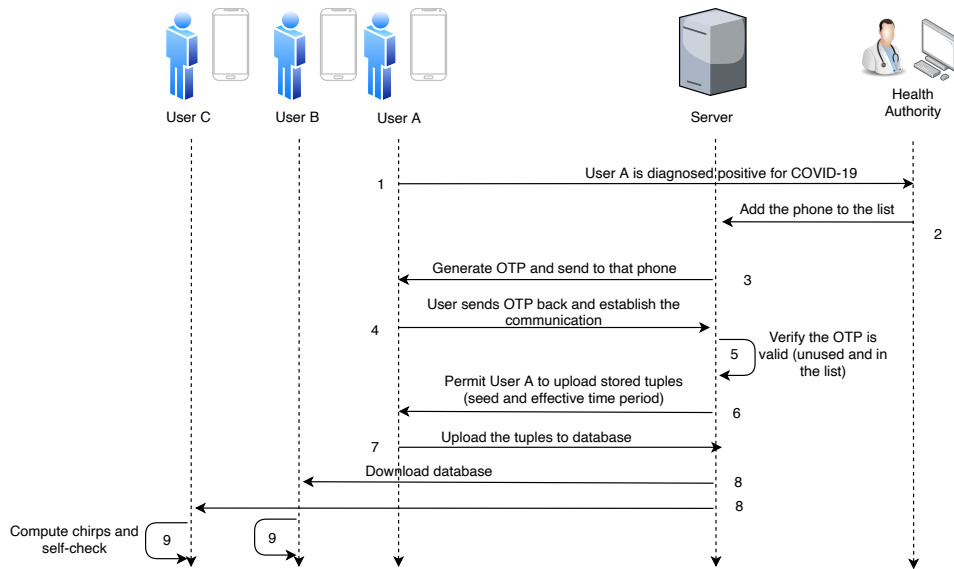 User C
User B
User A
Server
Health
Authority
1
User A is diagnosed positive for COVID-19
Add the phone to the list
2
Generate OTP and send to that phone
3
User sends OTP back and establish the
communication
4
5
Verify the OTP is
valid (unused and in
the list)
Permit User A to upload stored tuples
(seed and effective time period)
6
7
Upload the tuples to database
Download database
8
8
Compute chirps and
self-check
9
9